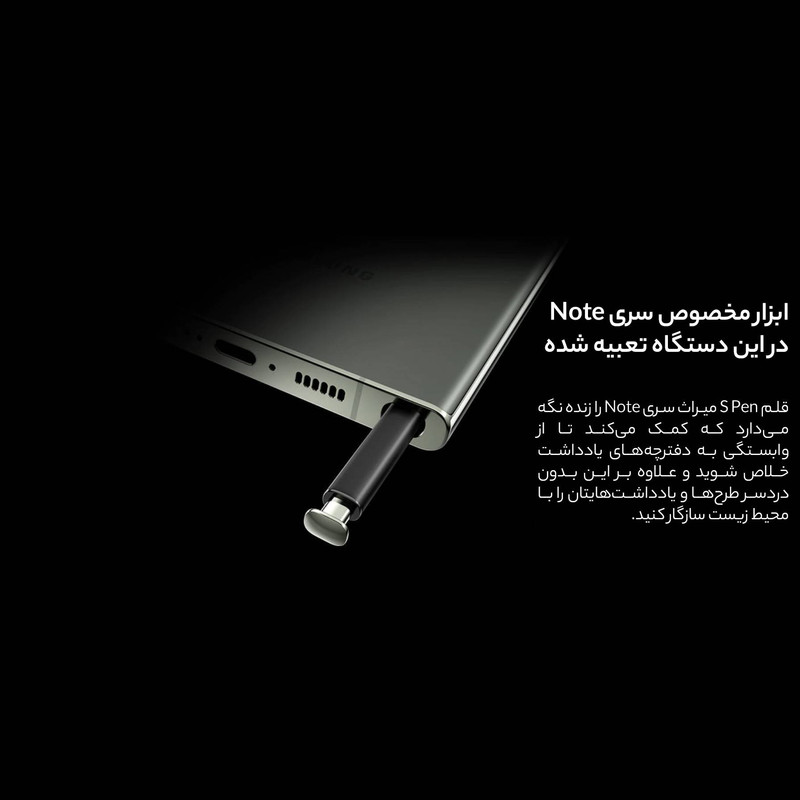 ابزار مخصوص سری Note
در این دستگاه تعبیه شده
قلم S Pen میراث سری Note را زنده نگه
می‌دارد که کمک می‌کند تا از
وابستگی به دفترچه‌های یادداشت
خلاص شوید و علاوه بر این بدون
دردسر طرح‌ها و یادداشت‌هایتان را با
محیط زیست سازگار کنید.